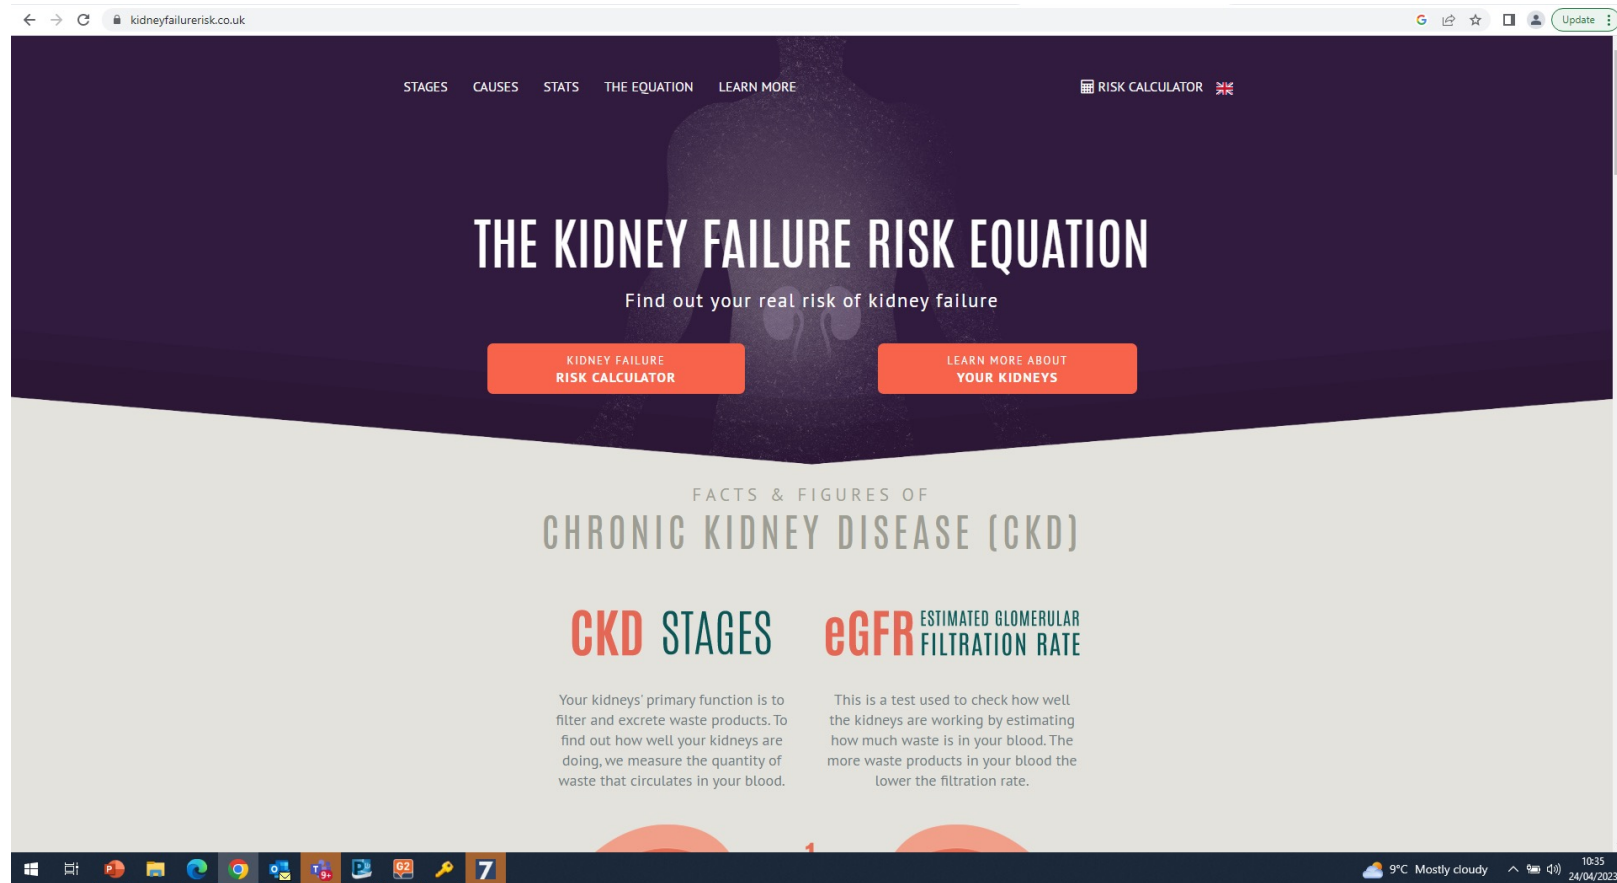 kidneyfailurerisk.co.uk
Update
STAGES CAUSES STATS THE EQUATION LEARN MORE RISK CALCULATOR
THE KIDNEY FAILURE RISK EQUATION
Find out your real risk of kidney failure
KIDNEY FAILURE
RISK CALCULATOR
LEARN MORE ABOUT
YOUR KIDNEYS
FACTS & FIGURES OF
CHRONIC KIDNEY DISEASE (CKD)
CKD STAGES
Your kidneys' primary function is to
filter and excrete waste products. To
find out how well your kidneys are
doing, we measure the quantity of
waste that circulates in your blood.
eGFR ESTIMATED GLOMERULAR
FILTRATION RATE
This is a test used to check how well
the kidneys are working by estimating
how much waste is in your blood. The
more waste products in your blood the
lower the filtration rate.
1
G2
7
9+
9°C Mostly cloudy
10:35
24/04/2023